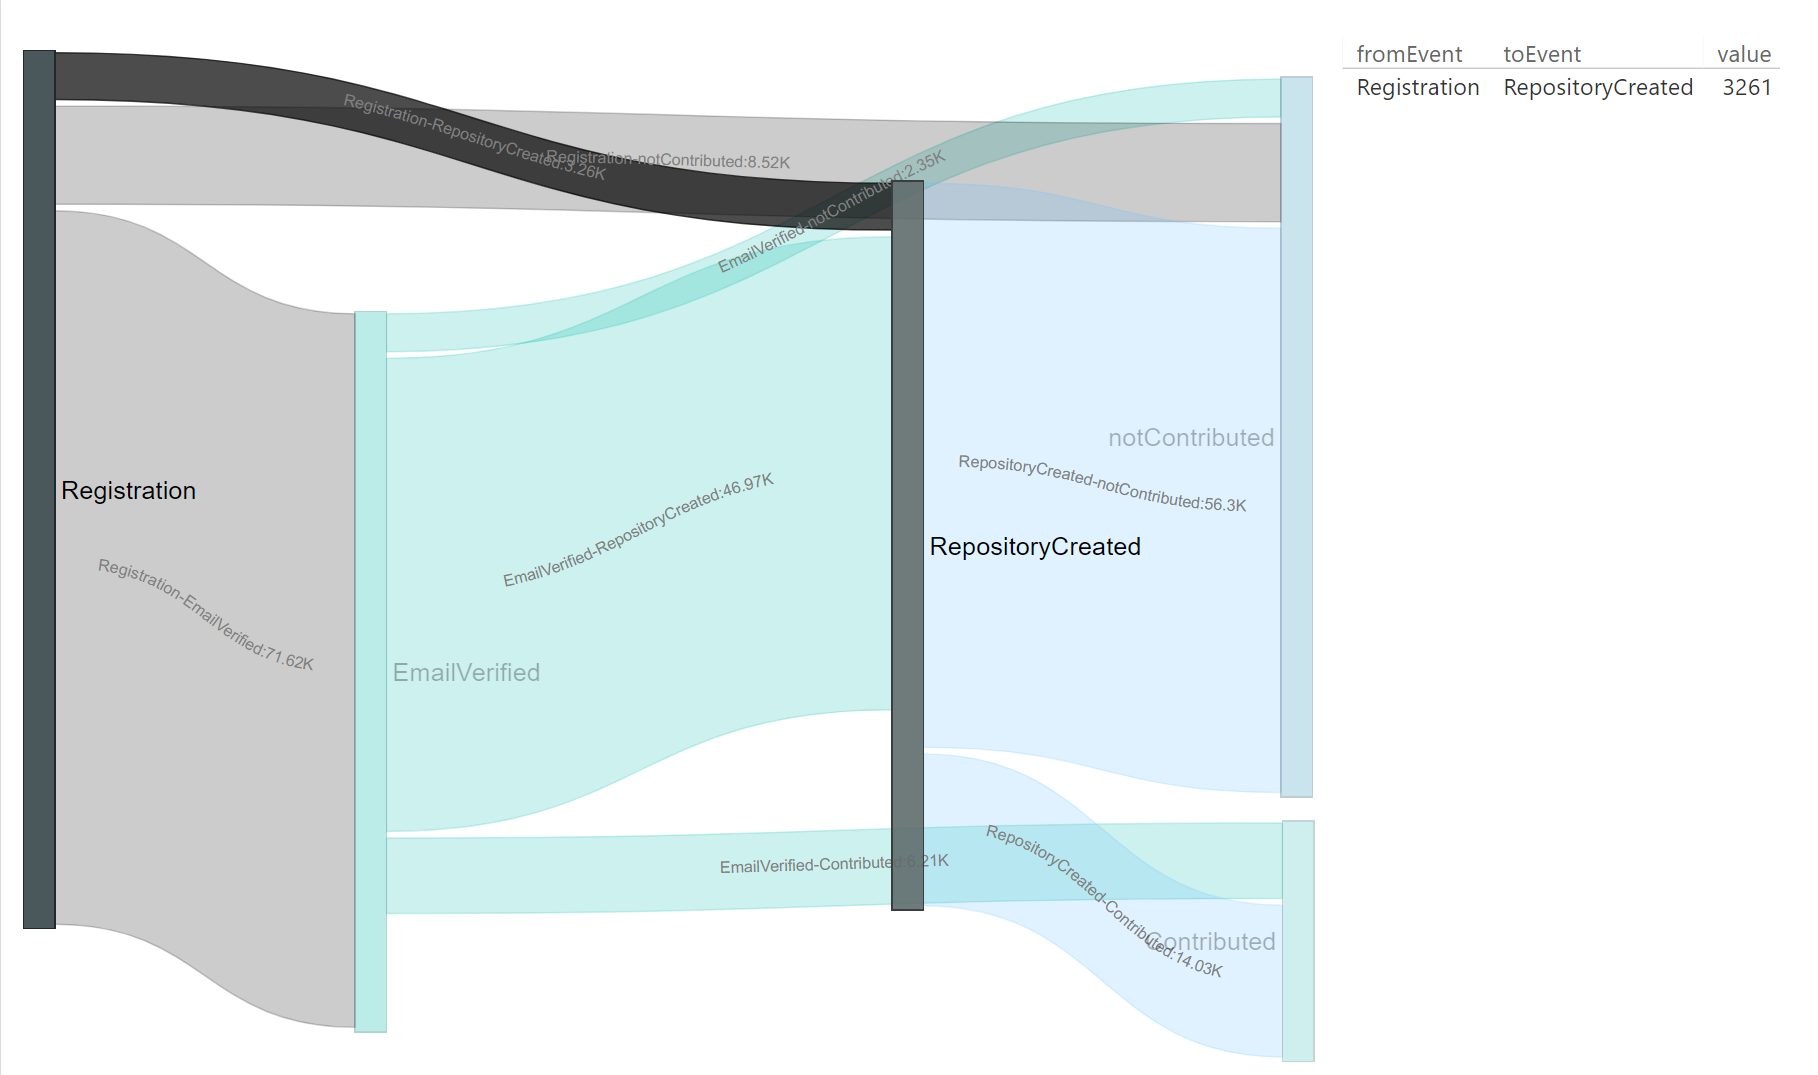 fromEvent toEvent value
Registration RepositoryCreated 3261
Registration-RepositoryCreated:3.26K
Registration-notContributed:8.52K
EmailVerified-notContributed:2.35K
notContributed
RepositoryCreated-notContributed:56.3K
Registration
EmailVerified-RepositoryCreated:46.97K
RepositoryCreated
Registration-EmailVerified:71.62K
EmailVerified
EmailVerified-Contributed:6.21K
RepositoryCreated-Contributed:14.03K
Contributed